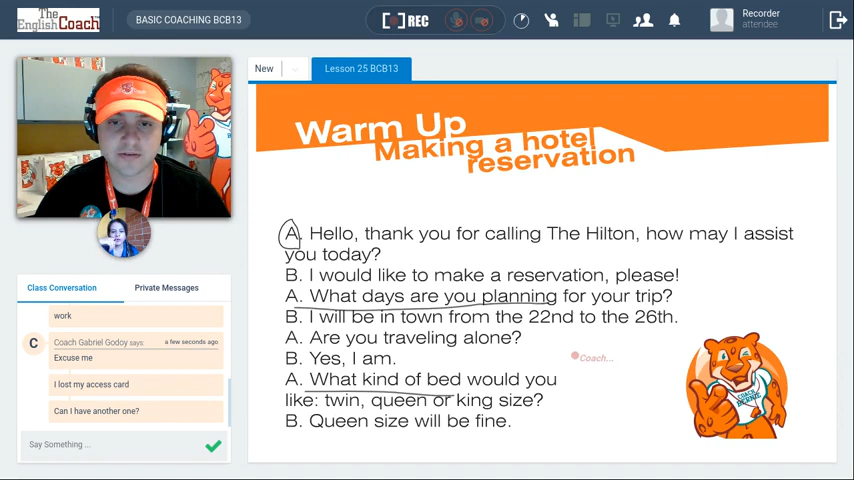 The
EnglishCoach
BASIC COACHING BCB13
REC
Recorder
attendee
New
Lesson 25 BCB13
Warm Up
Making a hotel
reservation
A. Hello, thank you for calling The Hilton, how may I assist
you today?
B. I would like to make a reservation, please!
A. What days are you planning for your trip?
B. I will be in town from the 22nd to the 26th.
A. Are you traveling alone?
B. Yes, I am.
A. What kind of bed would you
like: twin, queen or king size?
B. Queen size will be fine.
Coach...
COACH
BERNIE
Class Conversation
Private Messages
work
C
Coach Gabriel Godoy says:
a few seconds ago
Excuse me
I lost my access card
Can I have another one?
Say Something ...